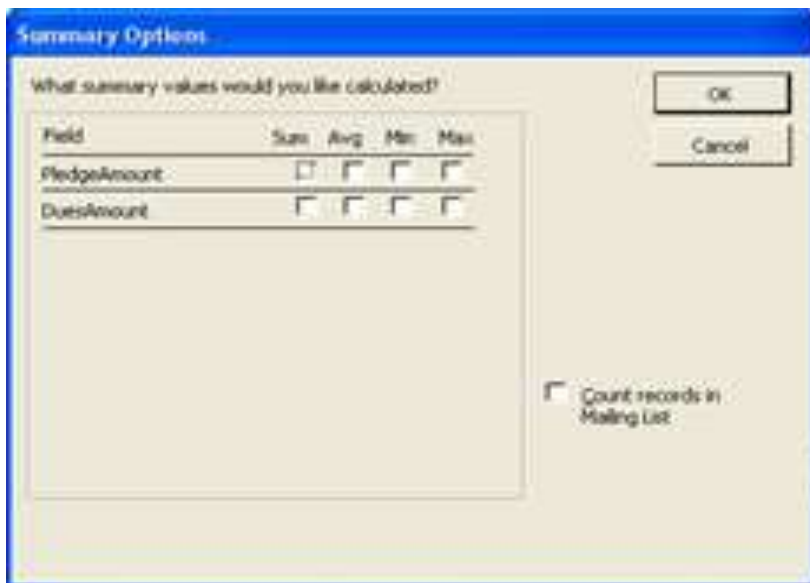 Summary Options
What summary values would you like calculated?
OK
Field Sum Avg Min Max
Cancel
PledgeAmount
DuesAmount
Count records in
Mailing List